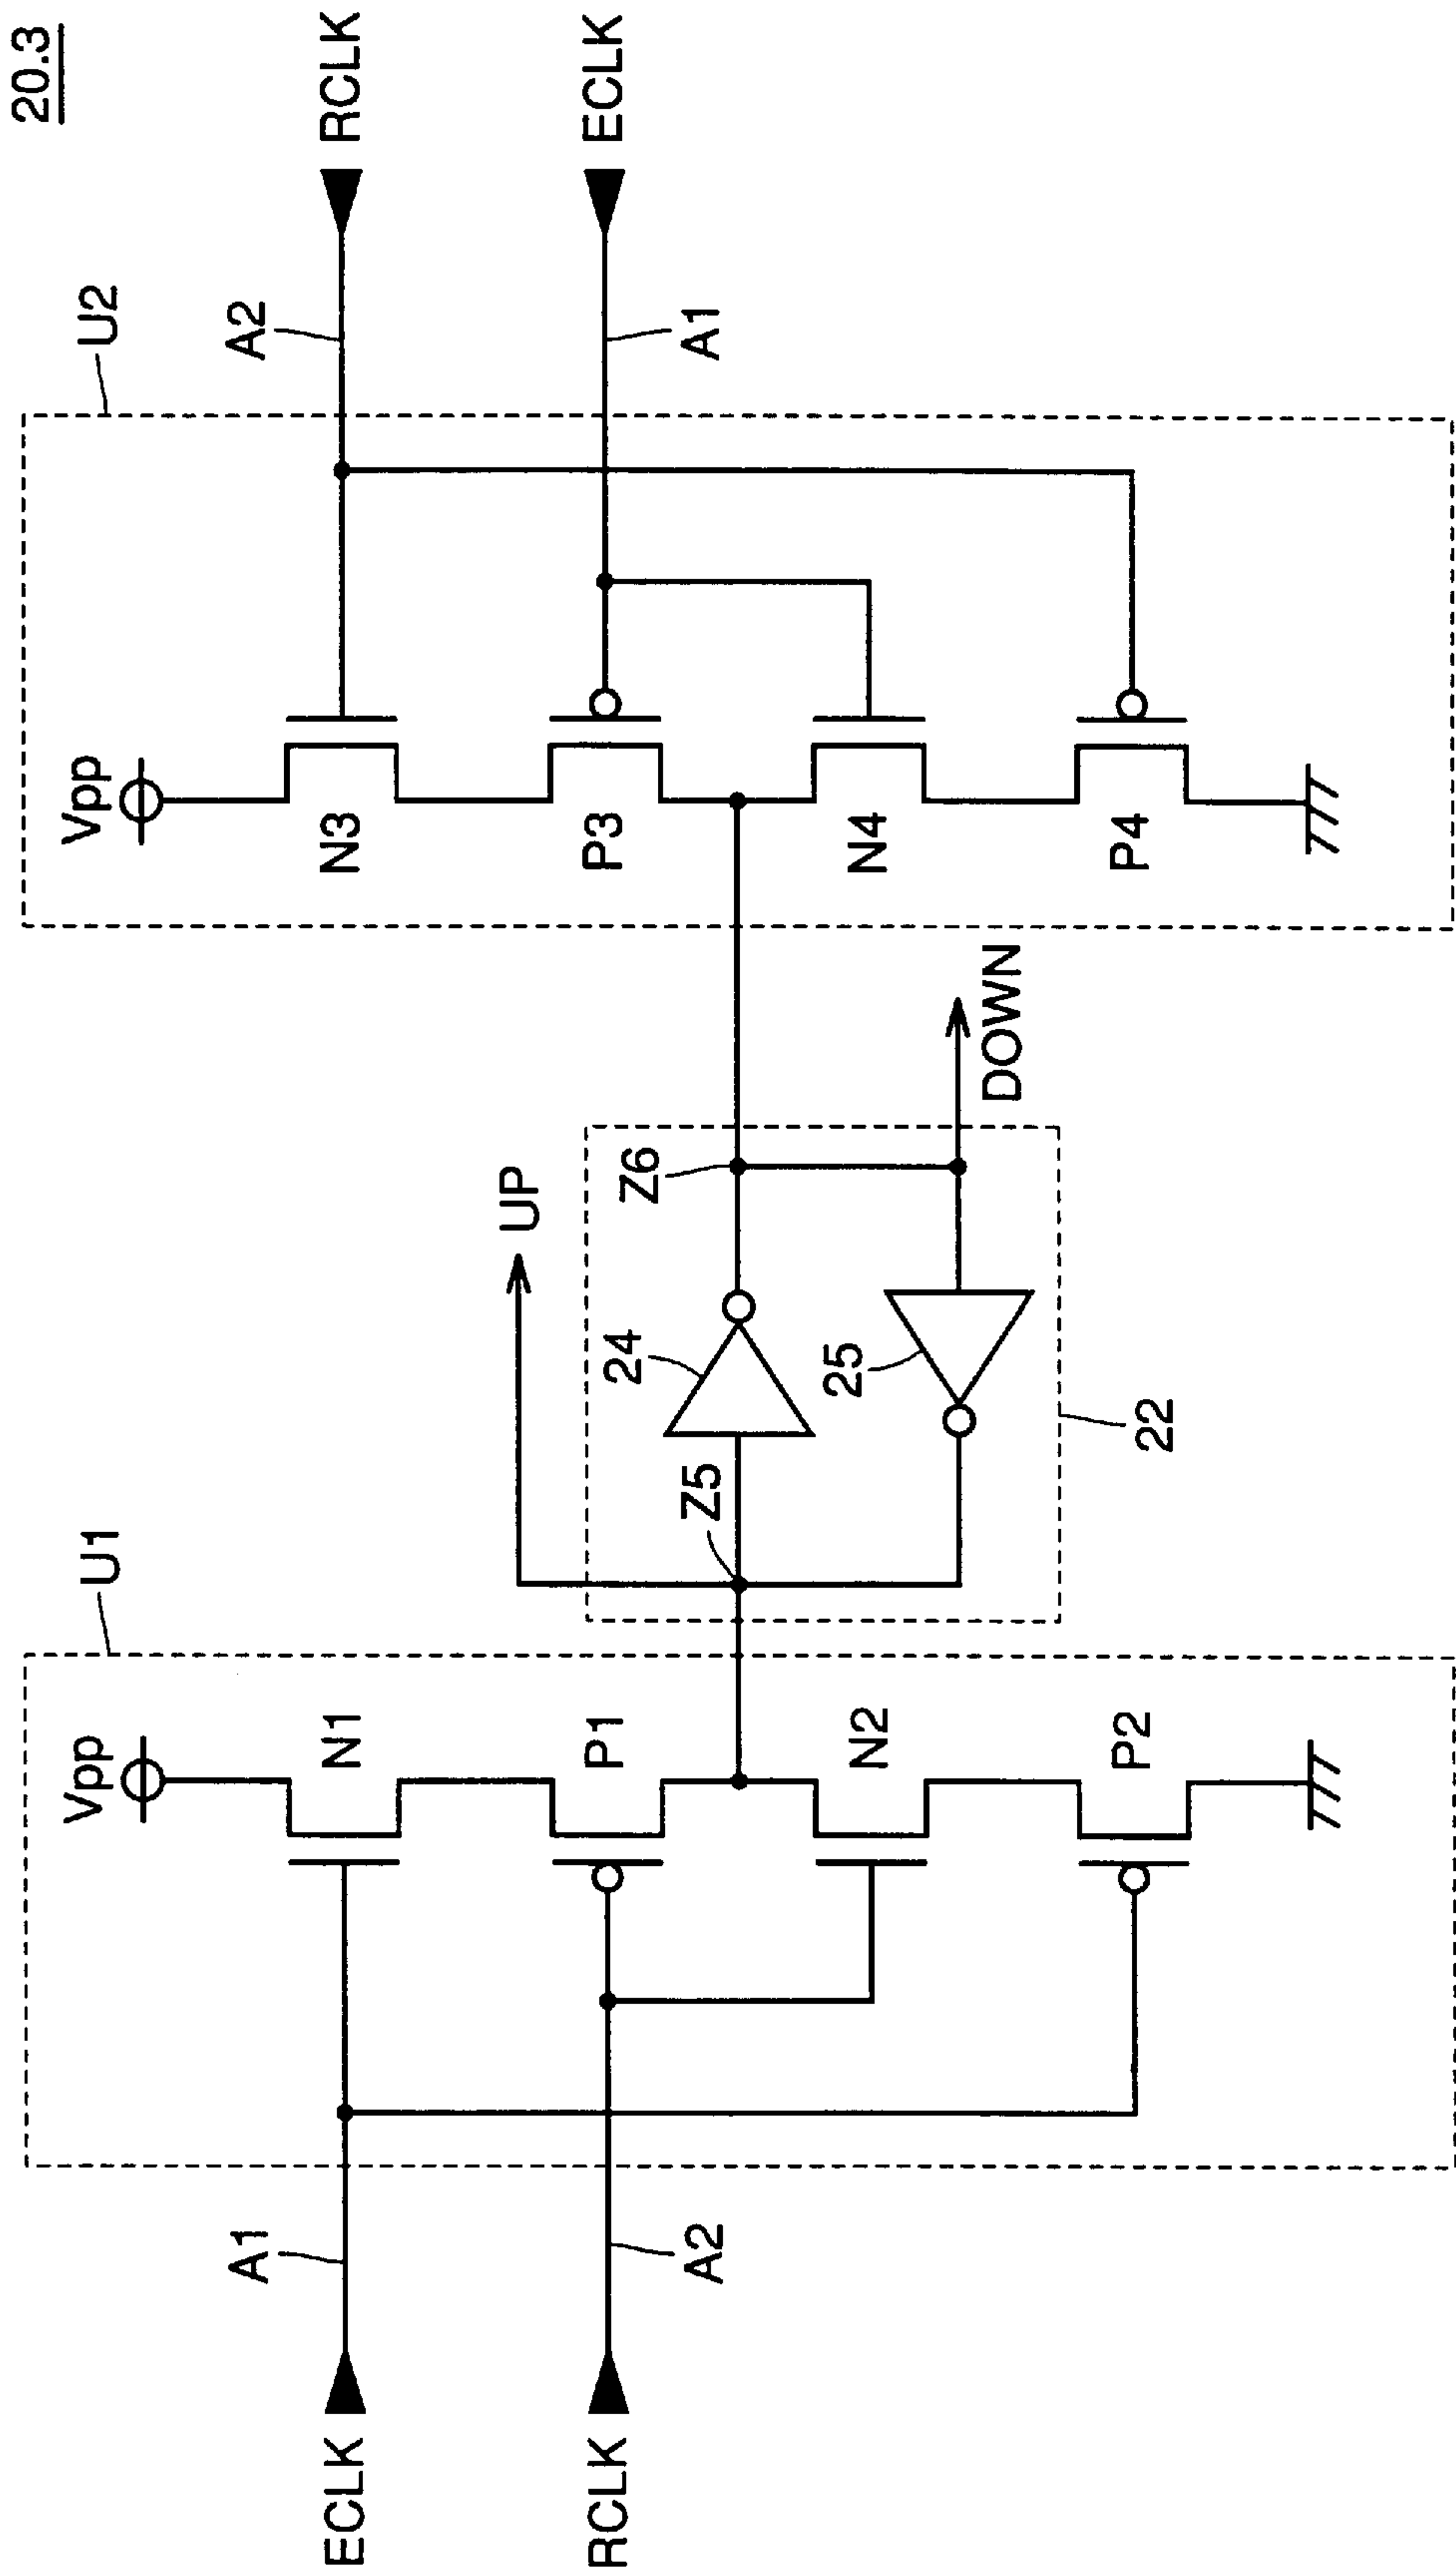 20.3
U1
U2
Vpp
Vpp
A1
A2
ECLK
N1
N3
RCLK
UP
RCLK
P1
P3
ECLK
A2
Z5
24
Z6
A1
N2
25
N4
DOWN
P2
22
P4